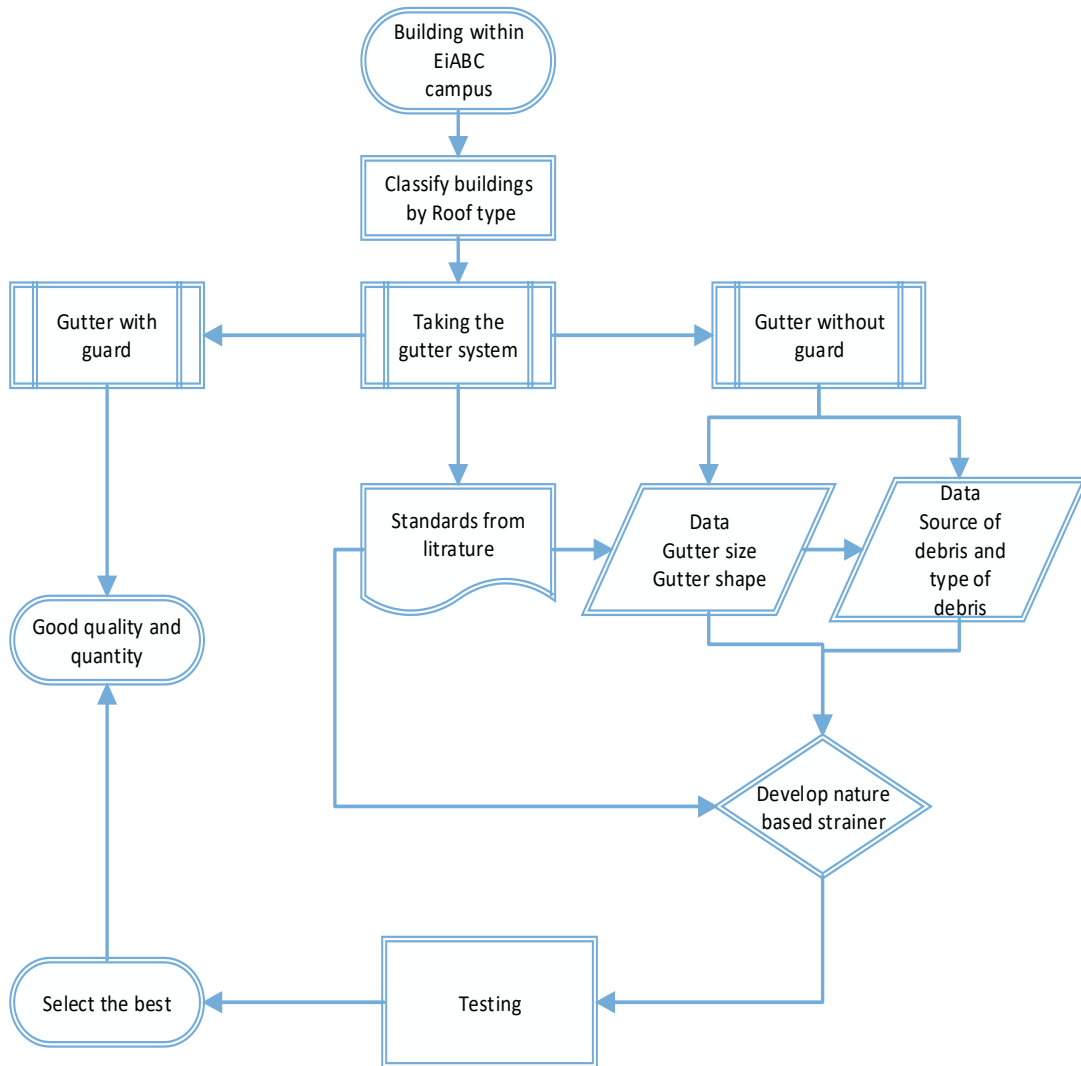 Building within
EiABC
campus
Classify buildings
by Roof type
Gutter with
guard
Taking the
gutter system
Gutter without
guard
Standards from
litrature
Data
Gutter size
Gutter shape
Data
Source of
debris and
type of
debris
Good quality and
quantity
Develop nature
based strainer
Select the best
Testing